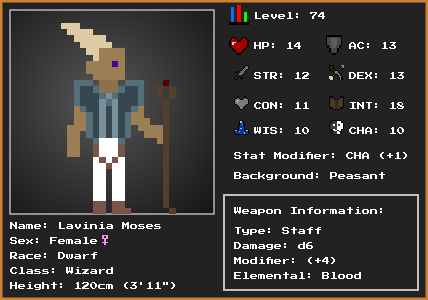 Level: 74
HP: 14 AC: 13
STR: 12 DEX: 13
CON: 11 INT: 18
WIS: 10 CHA: 10
Stat Modifier: CHA (+1)
Background: Peasant
Weapon Information:
Type: Staff
Damage: d6
Modifier: (+4)
Elemental: Blood
Name: Lavinia Moses
Sex: Female♀
Race: Dwarf
Class: Wizard
Height: 120cm (3'11")